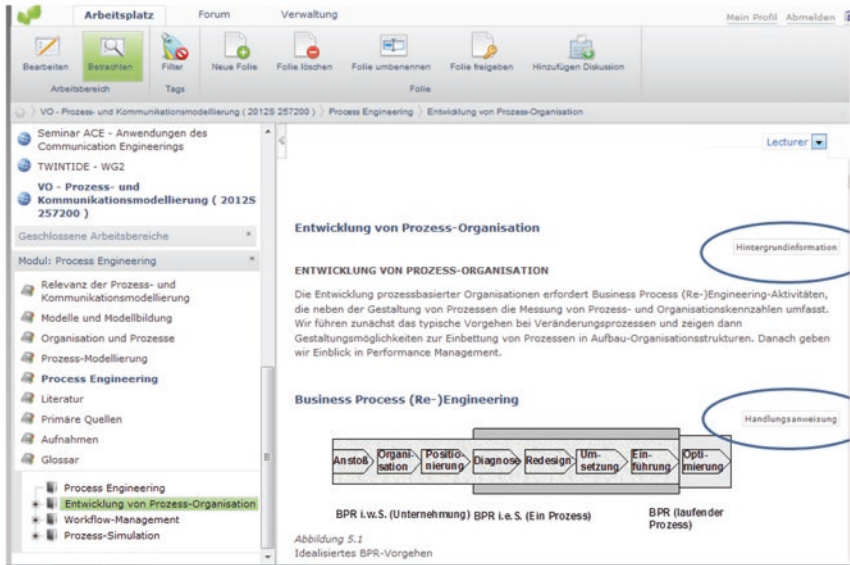 Arbeitsplatz Forum Verwaltung
Mein Profil Abmelden
Bearbeiten Betrachten Filter Neue Folie Folie löschen Folie umbenennen Folie freigeben Hinzufügen Diskussion
Arbeitsbereich Tags Folie
VO - Prozess- und Kommunikationsmodellierung ( 2012S 257200 ) Process Engineering Entwicklung von Prozess-Organisation
Seminar ACE - Anwendungen des
Communication Engineerings
TWINTIDE - WG2
VO - Prozess- und
Kommunikationsmodellierung ( 2012S
257200 )
Geschlossene Arbeitsbereiche
Modul: Process Engineering
Relevanz der Prozess- und
Kommunikationsmodellierung
Modelle und Modellbildung
Organisation und Prozesse
Prozess-Modellierung
Process Engineering
Literatur
Primäre Quellen
Aufnahmen
Glossar
Process Engineering
Entwicklung von Prozess-Organisation
Workflow-Management
Prozess-Simulation
Lecturer
Entwicklung von Prozess-Organisation
Hintergrundinformation
ENTWICKLUNG VON PROZESS-ORGANISATION
Die Entwicklung prozessbasierter Organisationen erfordert Business Process (Re-)Engineering-Aktivitäten,
die neben der Gestaltung von Prozessen die Messung von Prozess- und Organisationskennzahlen umfasst.
Wir führen zunächst das typische Vorgehen bei Veränderungsprozessen und zeigen dann
Gestaltungsmöglichkeiten zur Einbettung von Prozessen in Aufbau-Organisationsstrukturen. Danach geben
wir Einblick in Performance Management.
Business Process (Re-)Engineering
Handlungsanweisung
Anstoß Organi- Positio- Diagnose Redesign Um- Ein- Opti-
sation nierung setzung führung mierung
BPR i.w.S. (Unternehmung) BPR i.e.S. (Ein Prozess) BPR (laufender
Prozess)
Abbildung 5.1
Idealisiertes BPR-Vorgehen